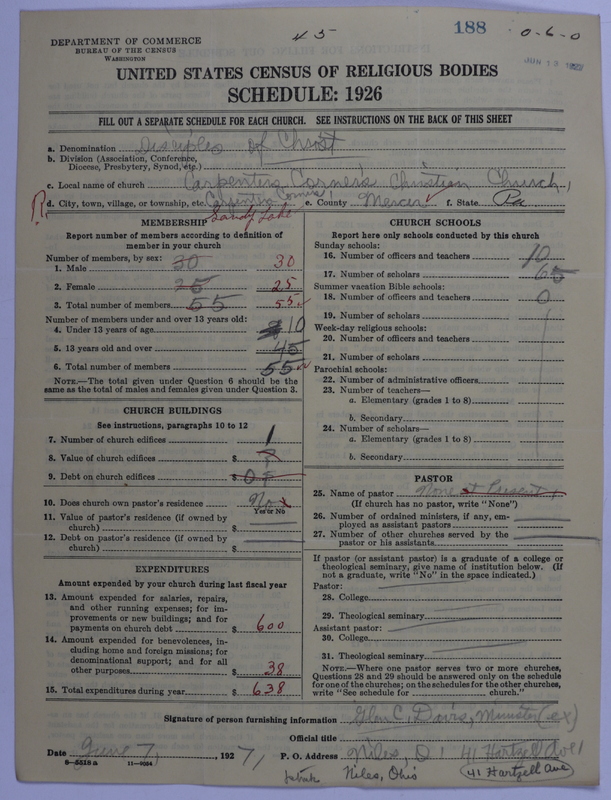 45 188 0-6-0
JUN 13 1927
DEPARTMENT OF COMMERCE
BUREAU OF THE CENSUS
WASHINGTON
UNITED STATES CENSUS OF RELIGIOUS BODIES
SCHEDULE: 1926
FILL OUT A SEPARATE SCHEDULE FOR EACH CHURCH. SEE INSTRUCTIONS ON THE BACK OF THIS SHEET
a. Denomination Disciples of Christ
b. Division (Association, Conference, Diocese, Presbytery, Synod, etc.)
c. Local name of church Carpenters Corners Christian Church,
d. City, town, village, or township, etc. Carpenter Corners, e. County Mercer f. State Pa
Sandy Lake
MEMBERSHIP
Report number of members according to definition of member in your church
Number of members, by sex:
1. Male 30 30
2. Female 25 25
3. Total number of members 55 55
Number of members under and over 13 years old:
4. Under 13 years of age 10
5. 13 years old and over 45
6. Total number of members 55
NOTE.—The total given under Question 6 should be the same as the total of males and females given under Question 3.
CHURCH BUILDINGS
See instructions, paragraphs 10 to 12
7. Number of church edifices 1
8. Value of church edifices $
9. Debt on church edifices $ 0
10. Does church own pastor's residence No
Yes or No
11. Value of pastor's residence (if owned by church) $
12. Debt on pastor's residence (if owned by church) $
EXPENDITURES
Amount expended by your church during last fiscal year
13. Amount expended for salaries, repairs, and other running expenses; for improvements or new buildings; and for payments on church debt $ 600
14. Amount expended for benevolences, including home and foreign missions; for denominational support; and for all other purposes $ 38
15. Total expenditures during year $ 638
CHURCH SCHOOLS
Report here only schools conducted by this church
Sunday schools:
16. Number of officers and teachers 10
17. Number of scholars 65
Summer vacation Bible schools:
18. Number of officers and teachers 0
19. Number of scholars
Week-day religious schools:
20. Number of officers and teachers
21. Number of scholars
Parochial schools:
22. Number of administrative officers
23. Number of teachers—
a. Elementary (grades 1 to 8)
b. Secondary
24. Number of scholars—
a. Elementary (grades 1 to 8)
b. Secondary
PASTOR
25. Name of pastor None at Present
(If church has no pastor, write "None")
26. Number of ordained ministers, if any, employed as assistant pastors
27. Number of other churches served by the pastor or his assistants
If pastor (or assistant pastor) is a graduate of a college or theological seminary, give name of institution below. (If not a graduate, write "No" in the space indicated.)
Pastor:
28. College
29. Theological seminary
Assistant pastor:
30. College
31. Theological seminary
NOTE.—Where one pastor serves two or more churches, Questions 28 and 29 should be answered only on the schedule for one of the churches; on the schedules for the other churches, write "See schedule for church."
Signature of person furnishing information Glen C. Davis, Minister (ex)
Official title
Date June 7, 1927, P. O. Address Niles, O 41 Hartzell Ave
8-5518 a 11-9034 Niles, Ohio 41 Hartzell Ave